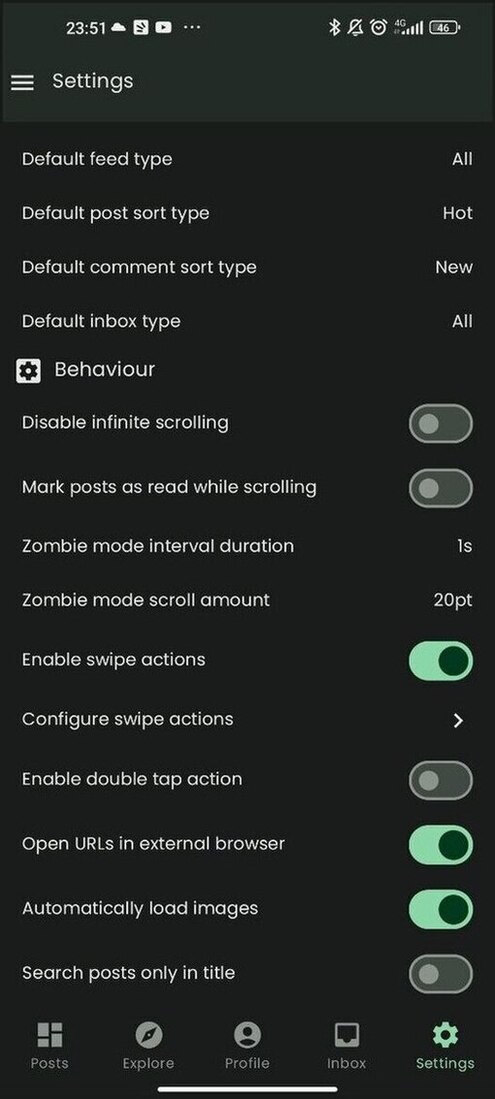 23:51
4G
46
Settings
Default feed type All
Default post sort type Hot
Default comment sort type New
Default inbox type All
Behaviour
Disable infinite scrolling
Mark posts as read while scrolling
Zombie mode interval duration 1s
Zombie mode scroll amount 20pt
Enable swipe actions
Configure swipe actions
Enable double tap action
Open URLs in external browser
Automatically load images
Search posts only in title
Posts Explore Profile Inbox Settings